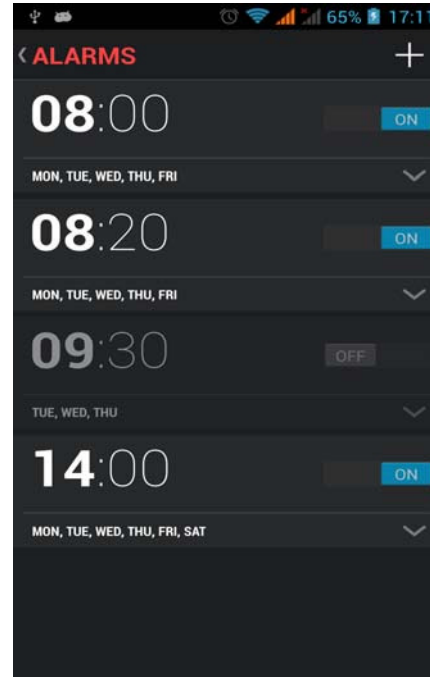 65% 17:11
ALARMS
08:00
ON
MON, TUE, WED, THU, FRI
08:20
ON
MON, TUE, WED, THU, FRI
09:30
OFF
TUE, WED, THU
14:00
ON
MON, TUE, WED, THU, FRI, SAT